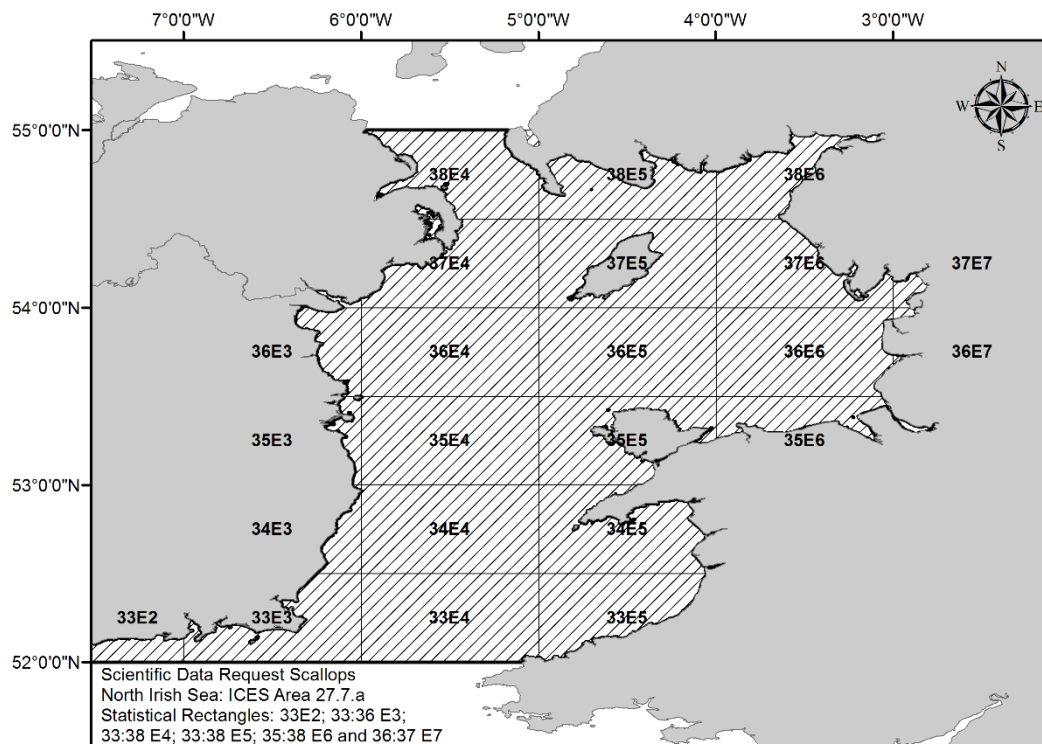 7°0'0"W 6°0'0"W 5°0'0"W 4°0'0"W 3°0'0"W
N
W E
S
55°0'0"N
38E4 38E5 38E6
37E4 37E5 37E6 37E7
54°0'0"N
36E3 36E4 36E5 36E6 36E7
35E3 35E4 35E5 35E6
53°0'0"N
34E3 34E4 34E5
33E2 33E3 33E4 33E5
52°0'0"N
Scientific Data Request Scallops
North Irish Sea: ICES Area 27.7.a
Statistical Rectangles: 33E2; 33:36 E3;
33:38 E4; 33:38 E5; 35:38 E6 and 36:37 E7